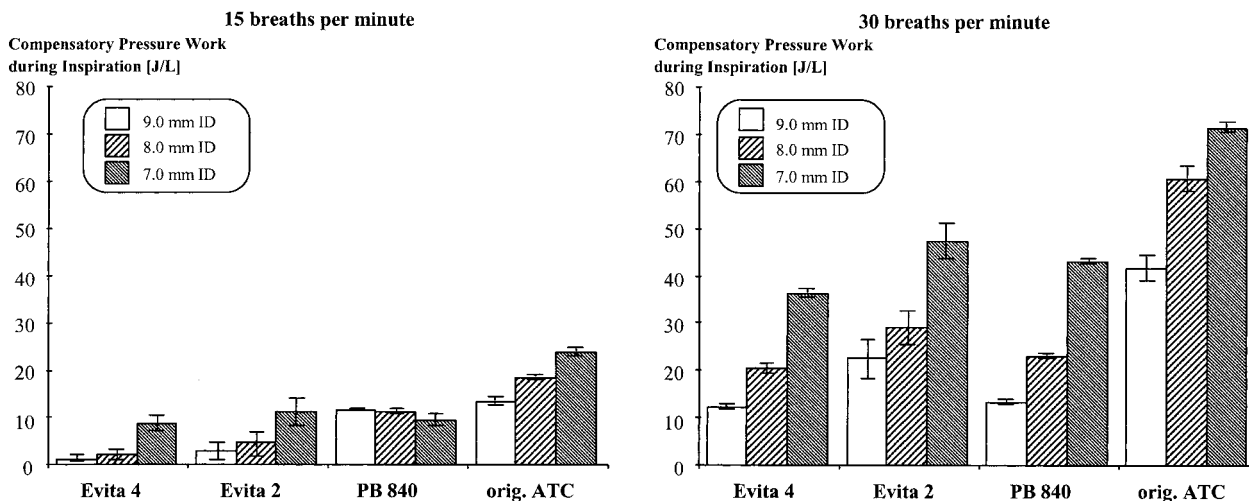 15 breaths per minute
Compensatory Pressure Work
during Inspiration [J/L]
80
70
60
50
40
30
20
10
0
9.0 mm ID
8.0 mm ID
7.0 mm ID
Evita 4 Evita 2 PB 840 orig. ATC
30 breaths per minute
Compensatory Pressure Work
during Inspiration [J/L]
80
70
60
50
40
30
20
10
0
9.0 mm ID
8.0 mm ID
7.0 mm ID
Evita 4 Evita 2 PB 840 orig. ATC